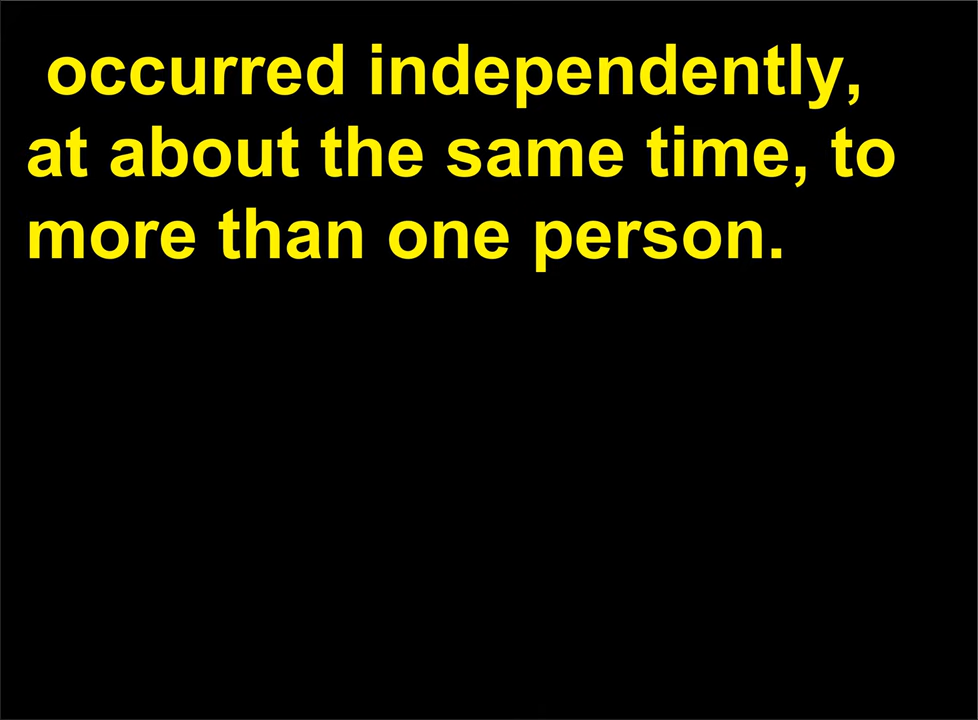 occurred independently,
at about the same time, to
more than one person.